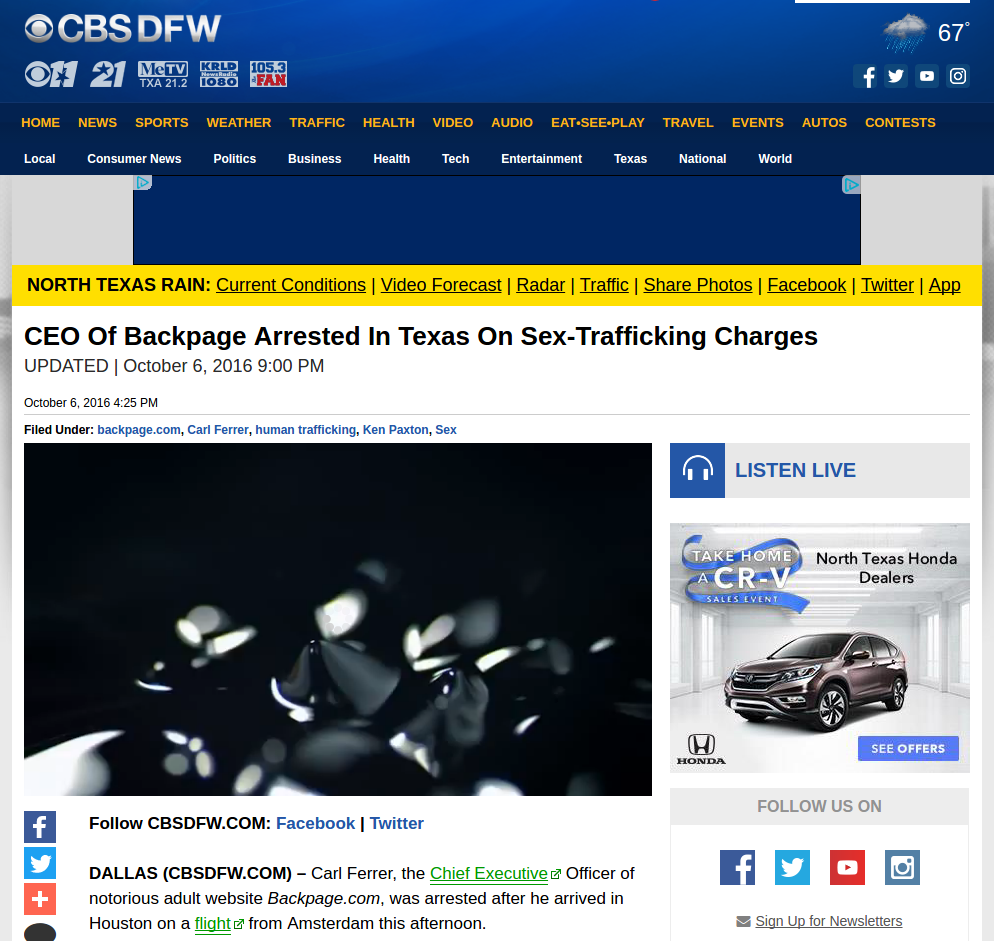 CBS DFW
67°
11 21 MeTV TXA 21.2 KRLD NewsRadio 1080 105.3 THE FAN
HOME NEWS SPORTS WEATHER TRAFFIC HEALTH VIDEO AUDIO EAT•SEE•PLAY TRAVEL EVENTS AUTOS CONTESTS
Local Consumer News Politics Business Health Tech Entertainment Texas National World
NORTH TEXAS RAIN: Current Conditions | Video Forecast | Radar | Traffic | Share Photos | Facebook | Twitter | App
CEO Of Backpage Arrested In Texas On Sex-Trafficking Charges
UPDATED | October 6, 2016 9:00 PM
October 6, 2016 4:25 PM
Filed Under: backpage.com, Carl Ferrer, human trafficking, Ken Paxton, Sex
LISTEN LIVE
TAKE HOME
A CR-V
SALES EVENT
North Texas Honda
Dealers
HONDA
SEE OFFERS
FOLLOW US ON
Sign Up for Newsletters
Follow CBSDFW.COM: Facebook | Twitter
DALLAS (CBSDFW.COM) – Carl Ferrer, the Chief Executive Officer of
notorious adult website Backpage.com, was arrested after he arrived in
Houston on a flight from Amsterdam this afternoon.